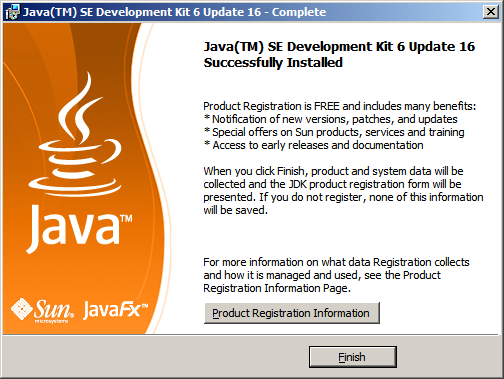 Java(TM) SE Development Kit 6 Update 16 - Complete
Java(TM) SE Development Kit 6 Update 16
Successfully Installed
Product Registration is FREE and includes many benefits:
* Notification of new versions, patches, and updates
* Special offers on Sun products, services and training
* Access to early releases and documentation
When you click Finish, product and system data will be
collected and the JDK product registration form will be
presented. If you do not register, none of this information
will be saved.
Java™
For more information on what data Registration collects
and how it is managed and used, see the Product
Registration Information Page.
Sun
microsystems
JavaFX™
Product Registration Information
Finish